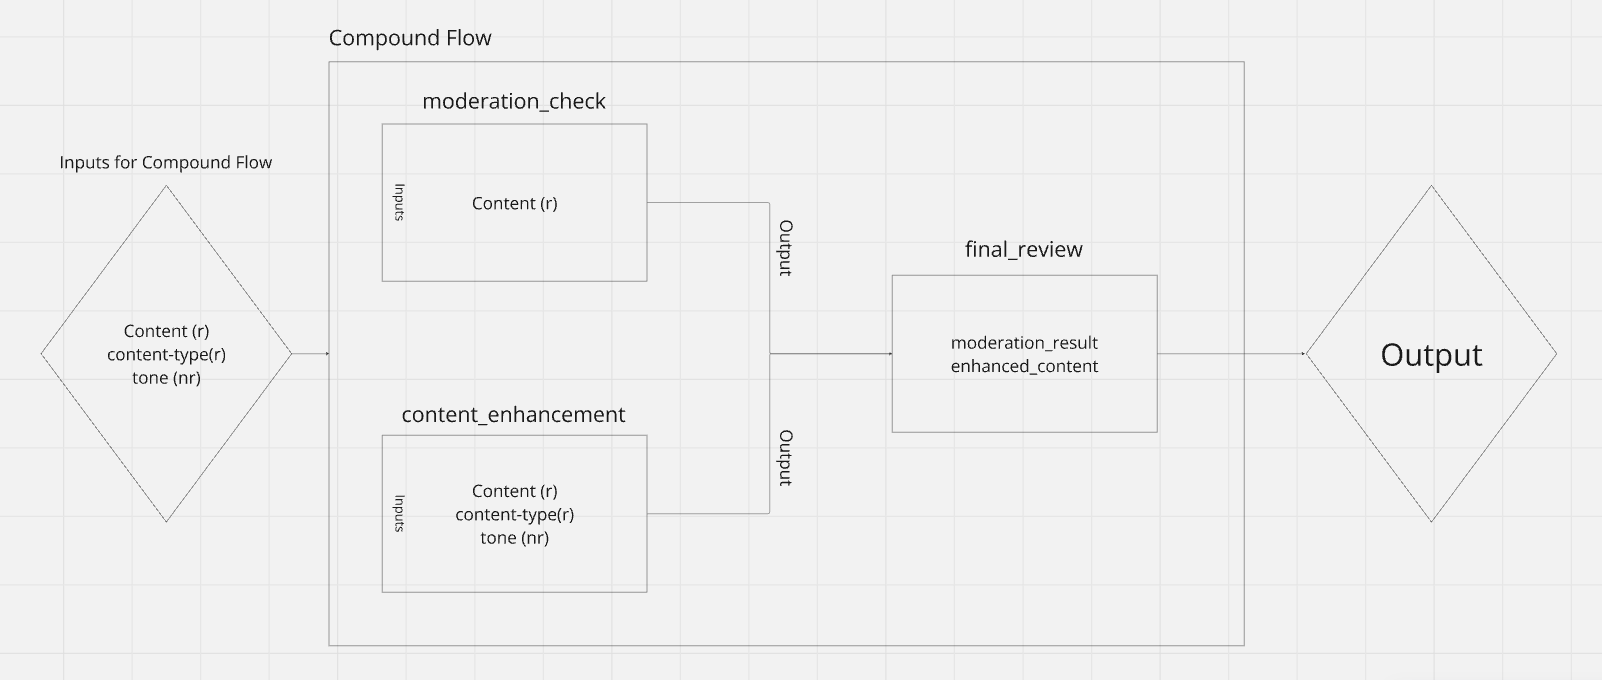 Compound Flow
Inputs for Compound Flow
Content (r)
content-type(r)
tone (nr)
moderation_check
Inputs
Content (r)
Output
content_enhancement
Inputs
Content (r)
content-type(r)
tone (nr)
Output
final_review
moderation_result
enhanced_content
Output